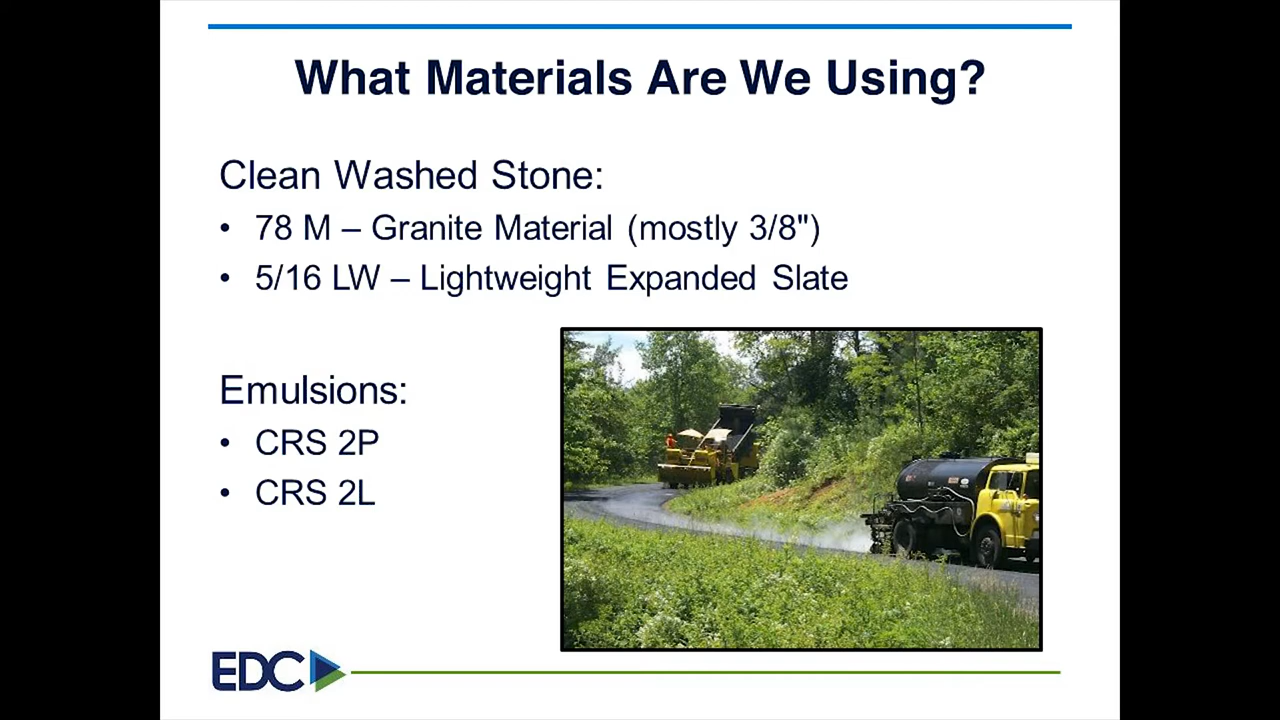 What Materials Are We Using?
Clean Washed Stone:
• 78 M – Granite Material (mostly 3/8")
• 5/16 LW – Lightweight Expanded Slate
Emulsions:
• CRS 2P
• CRS 2L
EDC